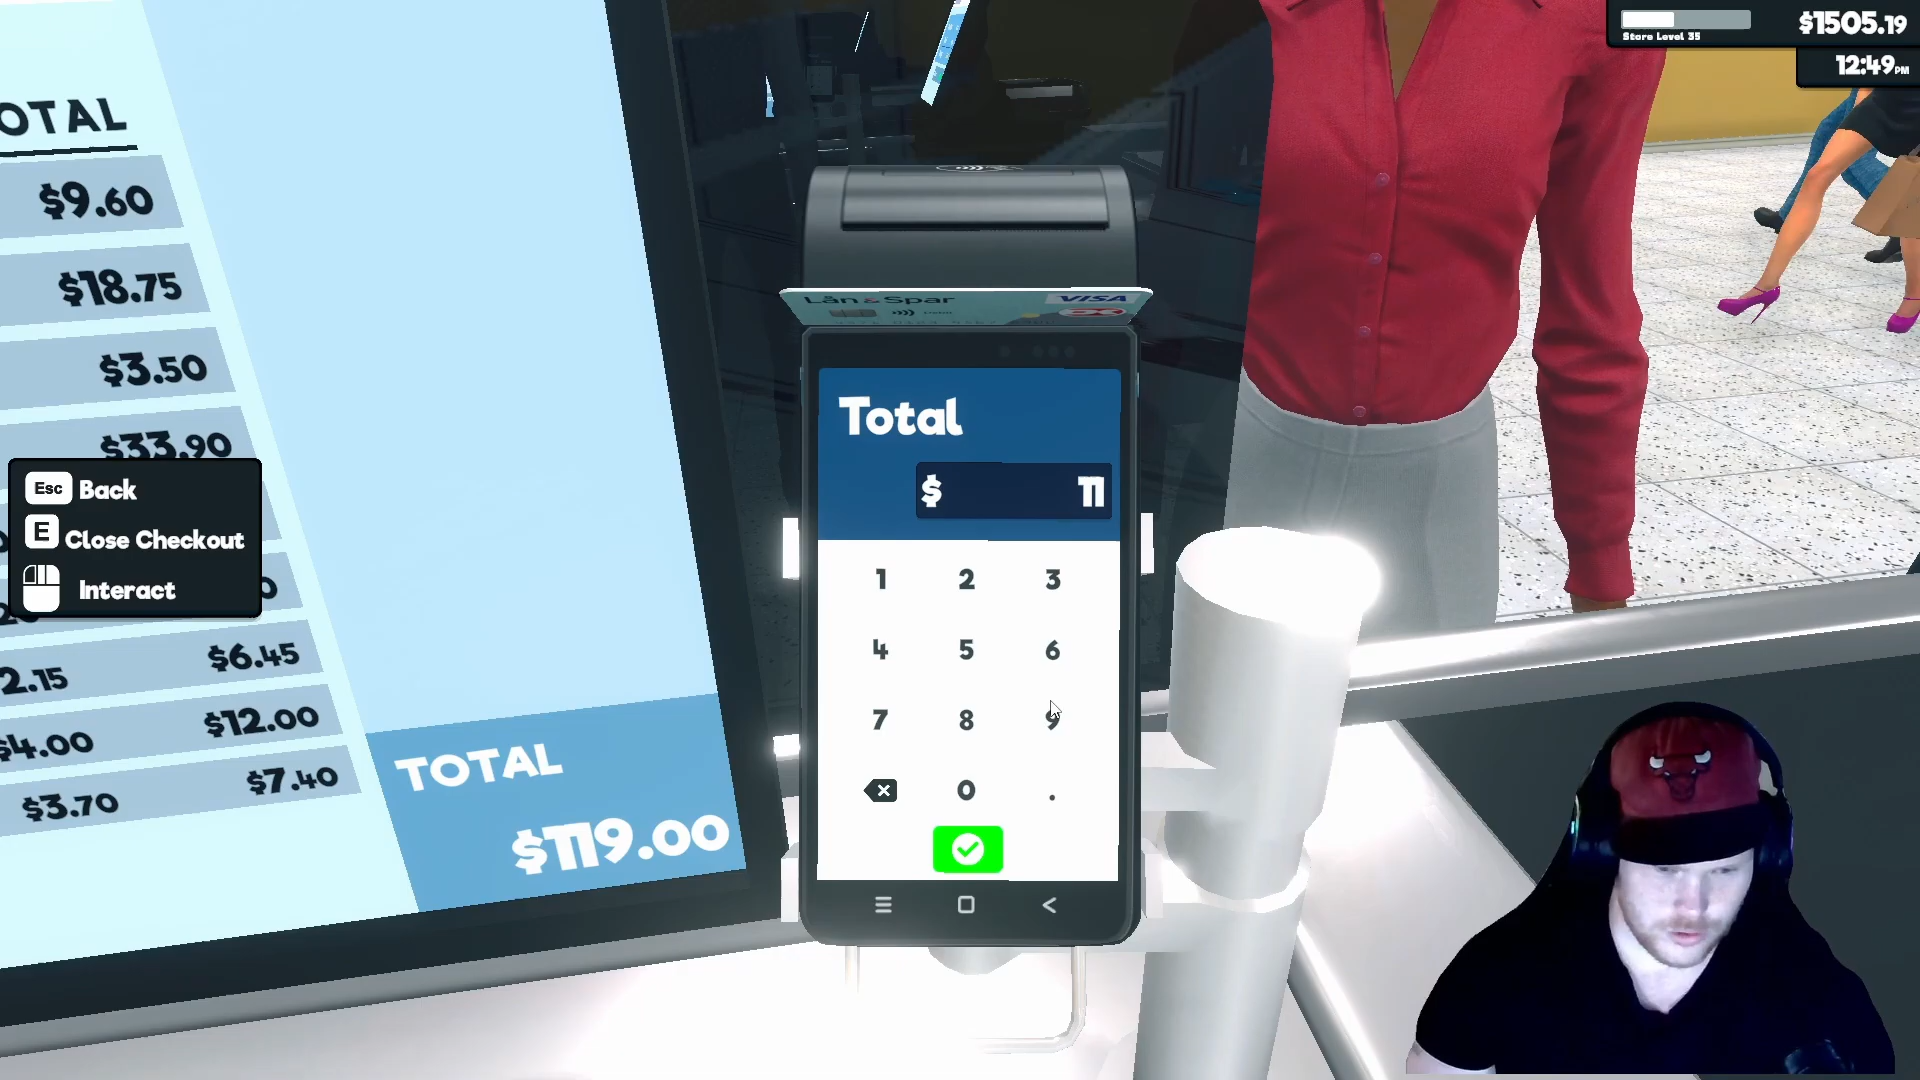 $1505.19
Store Level 35
12:49PM
OTAL
$9.60
$18.75
$3.50
$33.90
Esc Back
E Close Checkout
Interact
2.15 $6.45
$4.00 $12.00
$3.70 $7.40
TOTAL
$119.00
Lån & Spar VISA
Total
$ 11
1 2 3
4 5 6
7 8 9
0 .